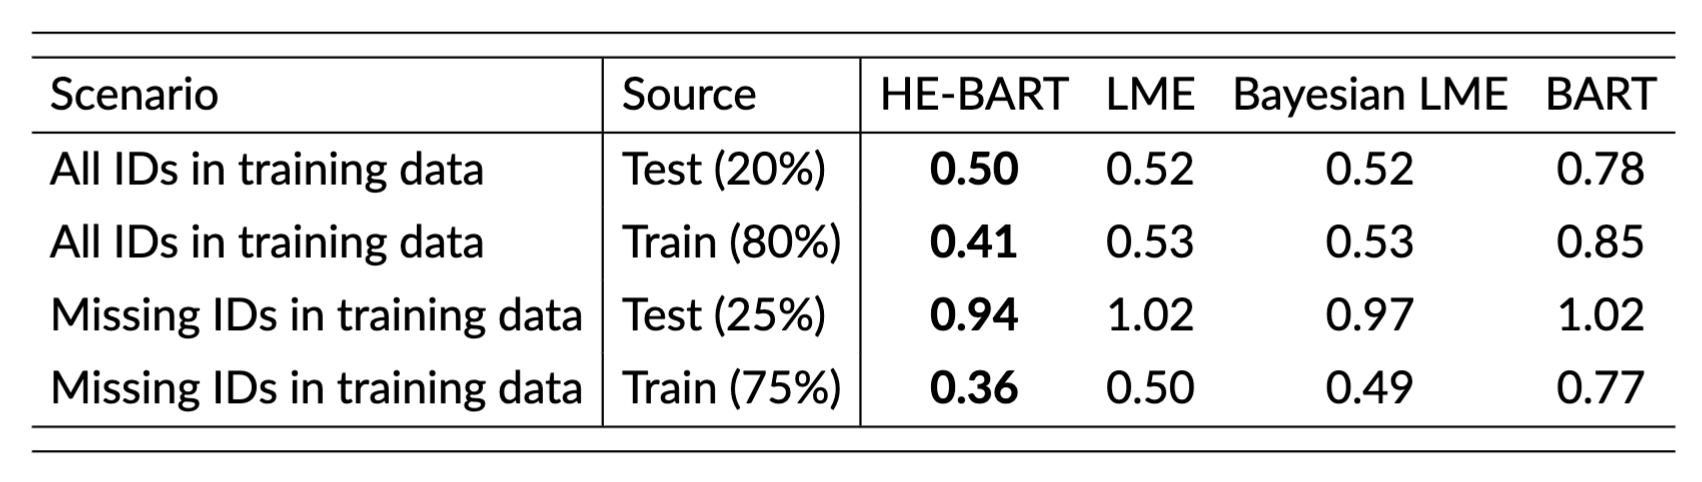 Scenario Source HE-BART LME Bayesian LME BART
All IDs in training data Test (20%) 0.50 0.52 0.52 0.78
All IDs in training data Train (80%) 0.41 0.53 0.53 0.85
Missing IDs in training data Test (25%) 0.94 1.02 0.97 1.02
Missing IDs in training data Train (75%) 0.36 0.50 0.49 0.77